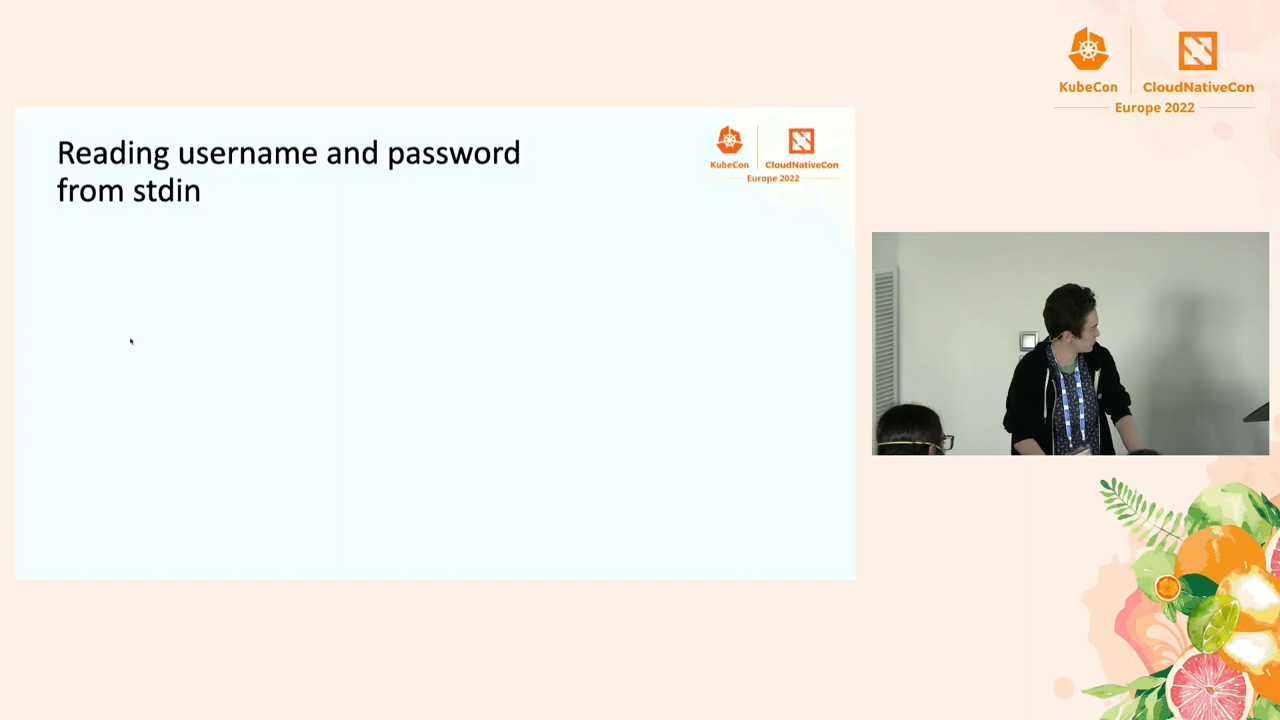 KubeCon
CloudNativeCon
Europe 2022
Reading username and password
from stdin
KubeCon
CloudNativeCon
Europe 2022